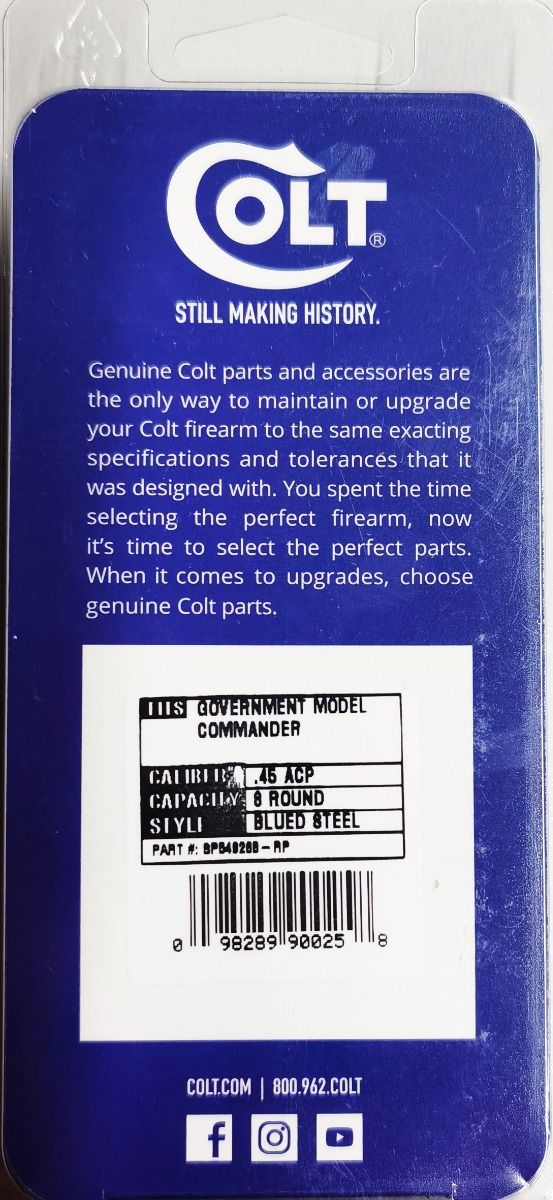 COLT®
STILL MAKING HISTORY.
Genuine Colt parts and accessories are
the only way to maintain or upgrade
your Colt firearm to the same exacting
specifications and tolerances that it
was designed with. You spent the time
selecting the perfect firearm, now
it's time to select the perfect parts.
When it comes to upgrades, choose
genuine Colt parts.
FITS GOVERNMENT MODEL
COMMANDER
CALIBER .45 ACP
CAPACITY 8 ROUND
STYLE BLUED STEEL
PART #:
0 98289 90025 8
COLT.COM | 800.962.COLT